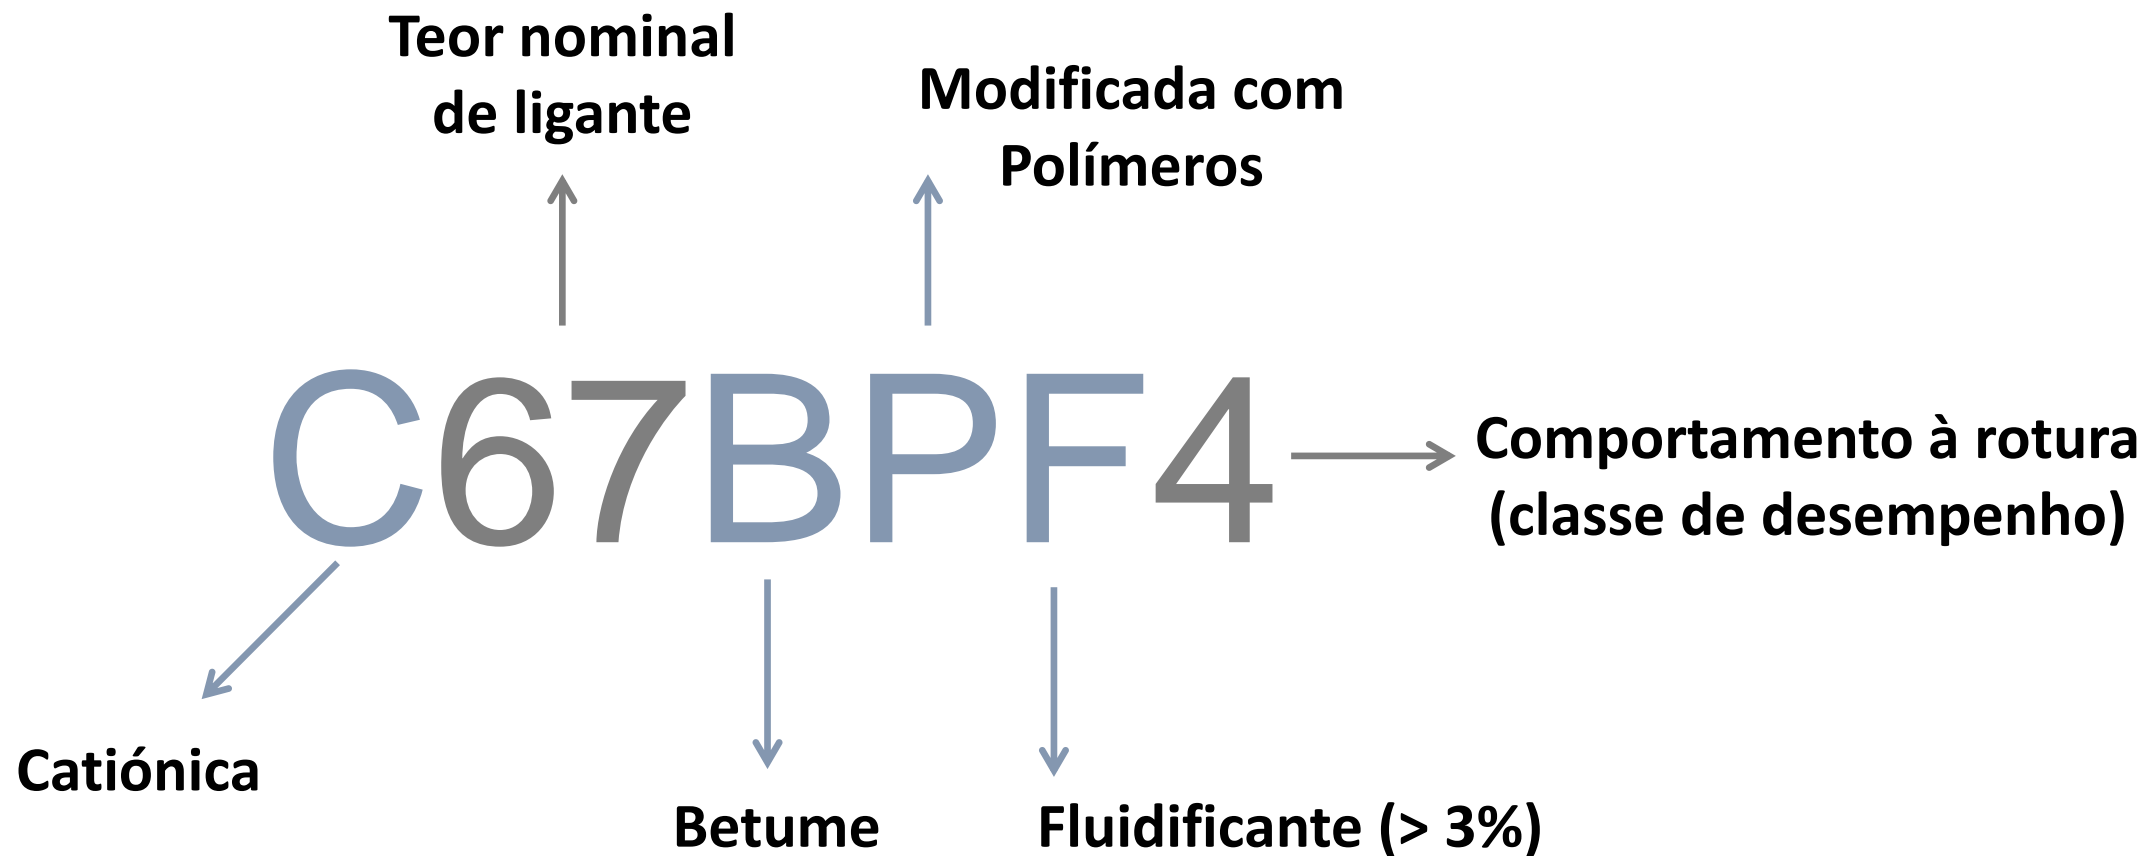 Teor nominal
de ligante
Modificada com
Polímeros
C67BPF4
Comportamento à rotura
(classe de desempenho)
Catiónica
Betume
Fluidificante (> 3%)